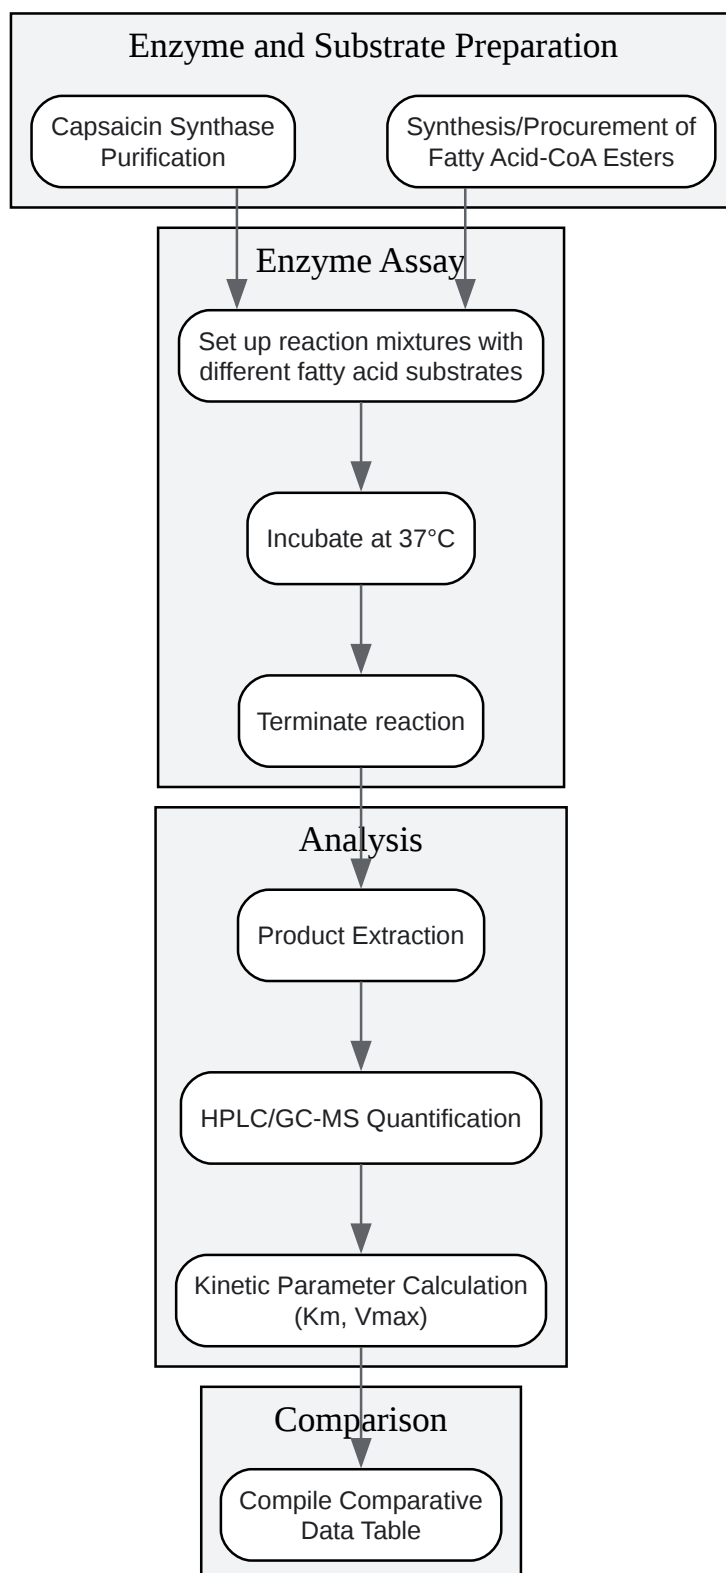 Enzyme and Substrate Preparation
Capsaicin Synthase
Purification
Synthesis/Procurement of
Fatty Acid-CoA Esters
Enzyme Assay
Set up reaction mixtures with
different fatty acid substrates
Incubate at 37°C
Terminate reaction
Analysis
Product Extraction
HPLC/GC-MS Quantification
Kinetic Parameter Calculation
(Km, Vmax)
Comparison
Compile Comparative
Data Table